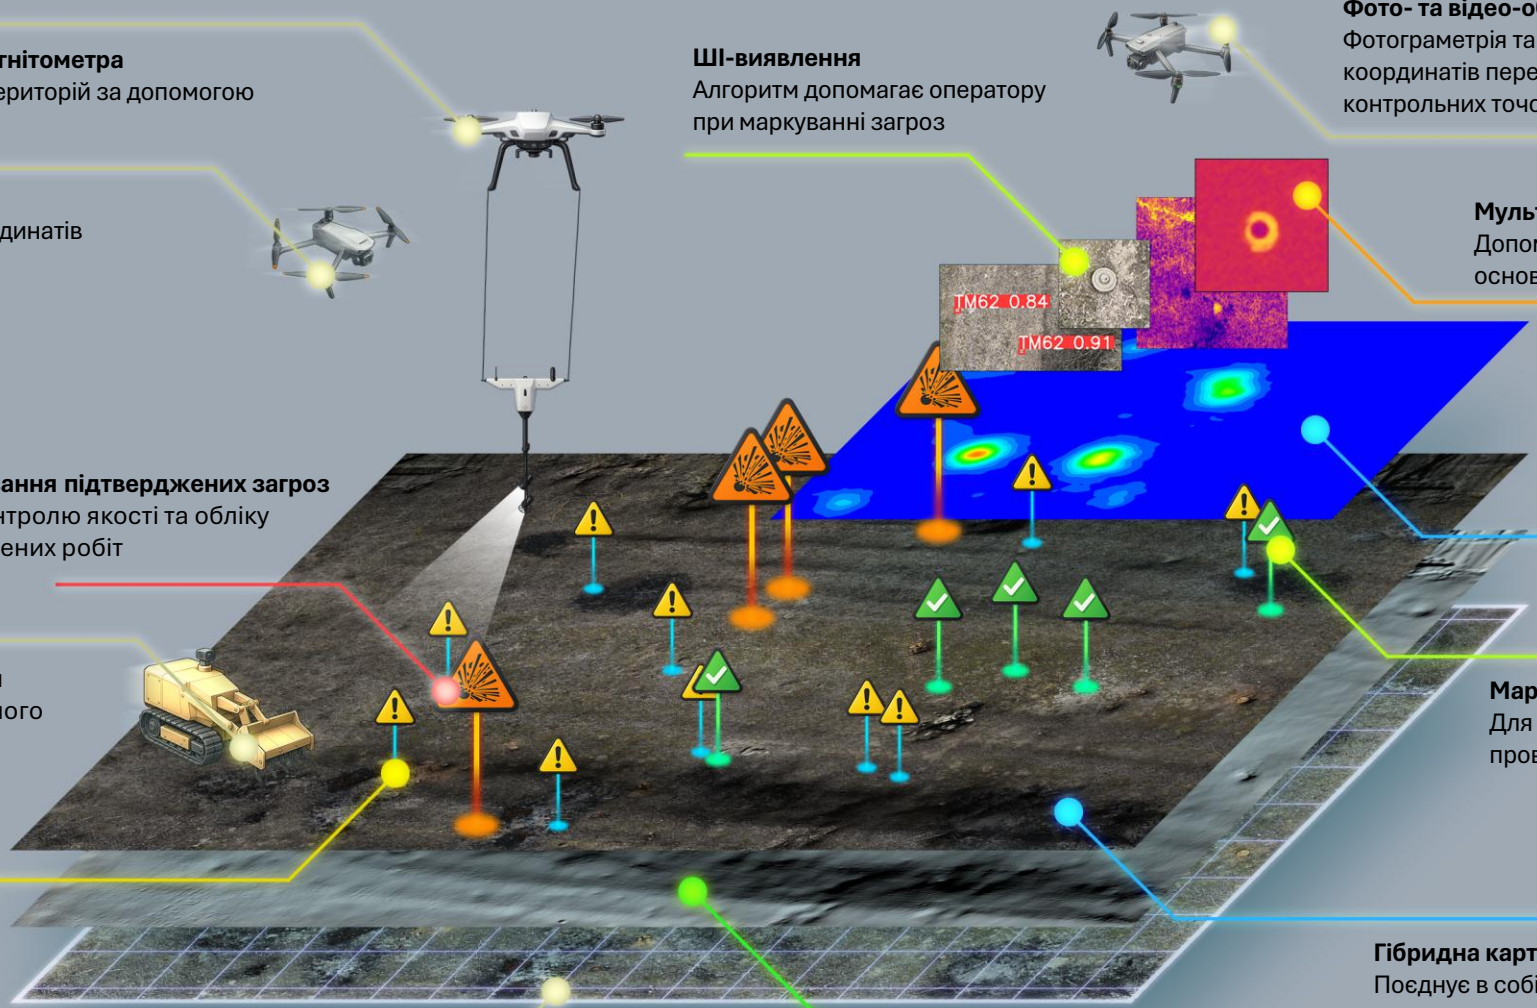 гнітометра
ериторій за допомогою
динатів
ШІ-виявлення
Алгоритм допомагає оператору
при маркуванні загроз
Фото- та відео-о
Фотограметрія та
координатів пере
контрольних точо
Муль
Допо
основ
TM62 0.84
TM62 0.91
ання підтверджених загроз
нтролю якості та обліку
ених робіт
ного
Мар
Для
пров
Гібридна карт
Поєднує в собі